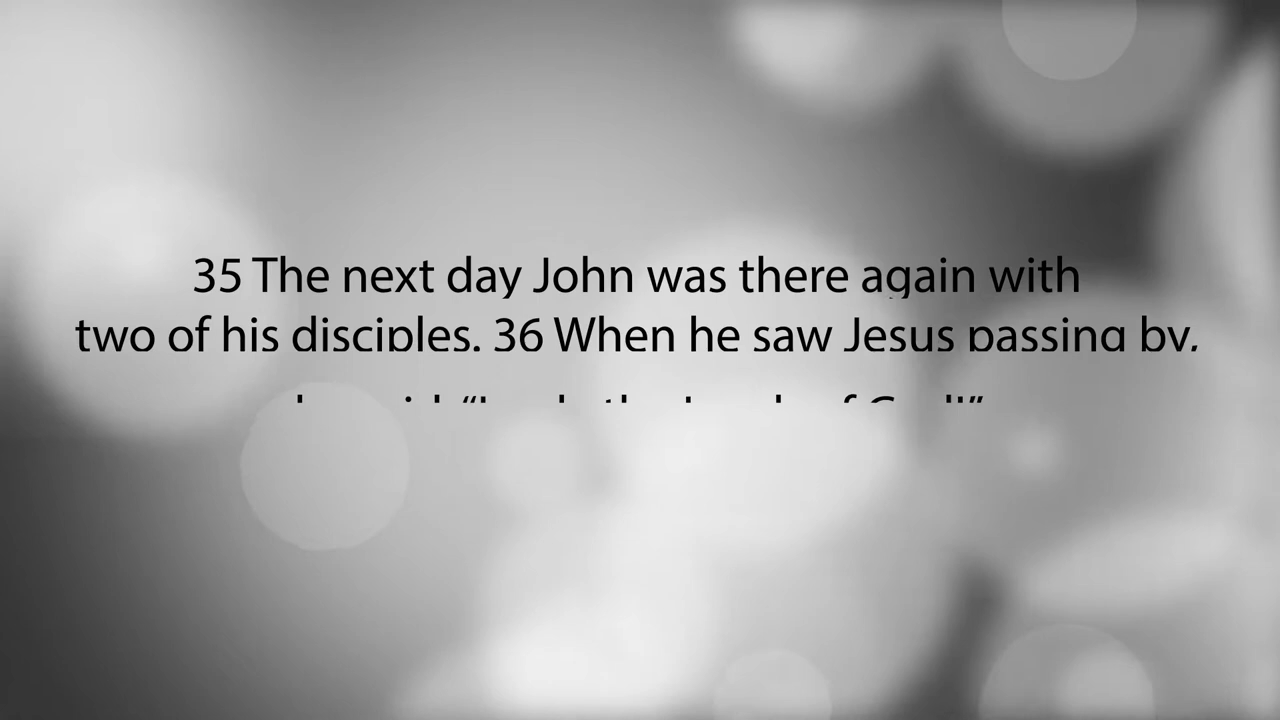 35 The next day John was there again with
two of his disciples. 36 When he saw Jesus passing by,